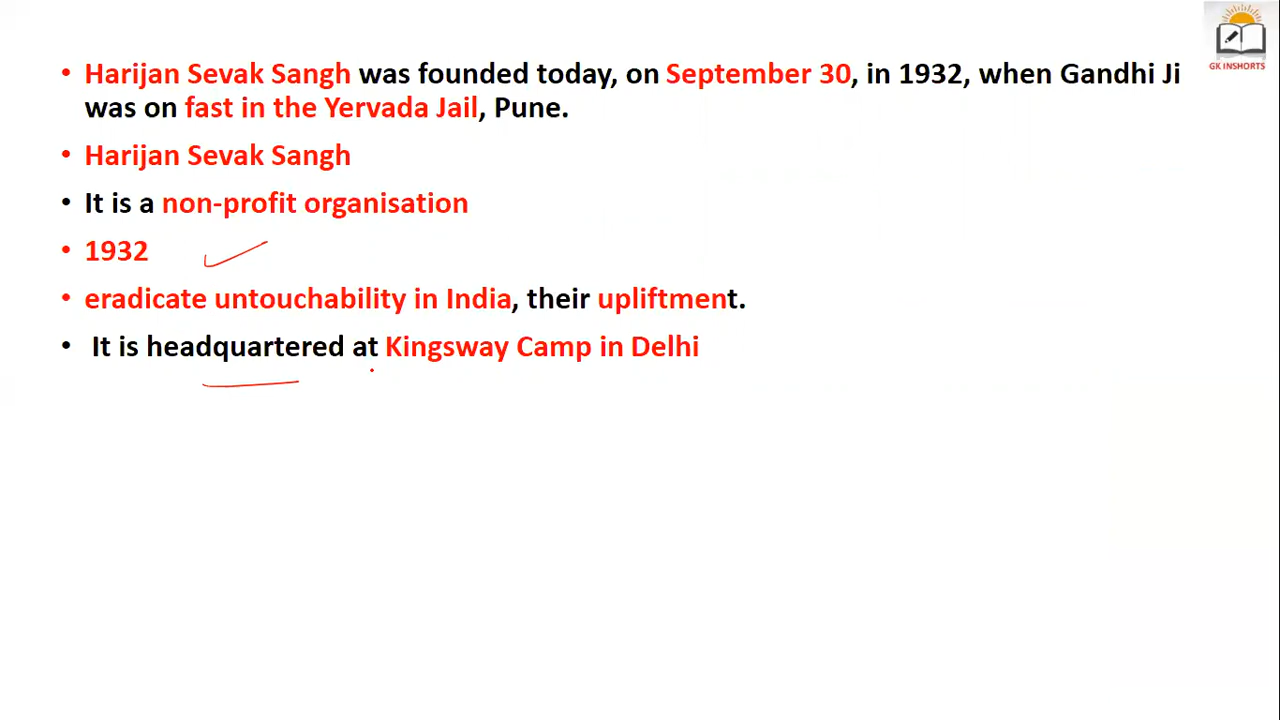 GK INSHORTS
• Harijan Sevak Sangh was founded today, on September 30, in 1932, when Gandhi Ji
was on fast in the Yervada Jail, Pune.
• Harijan Sevak Sangh
• It is a non-profit organisation
• 1932
• eradicate untouchability in India, their upliftment.
• It is headquartered at Kingsway Camp in Delhi